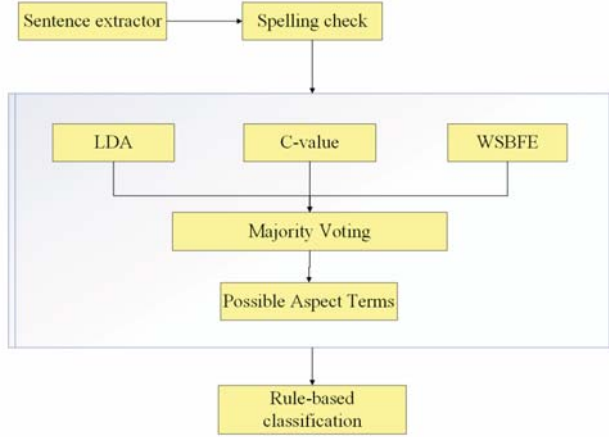 Sentence extractor
Spelling check
LDA
C-value
WSBFE
Majority Voting
Possible Aspect Terms
Rule-based
classification